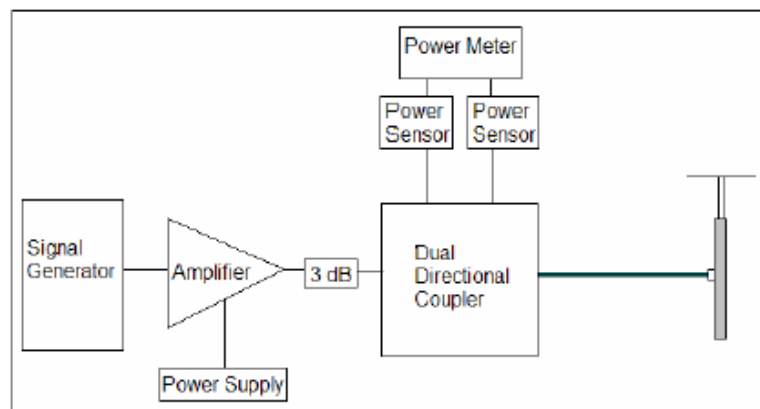 Power Meter
Power
Sensor
Power
Sensor
Signal
Generator
Amplifier
3 dB
Dual
Directional
Coupler
Power Supply